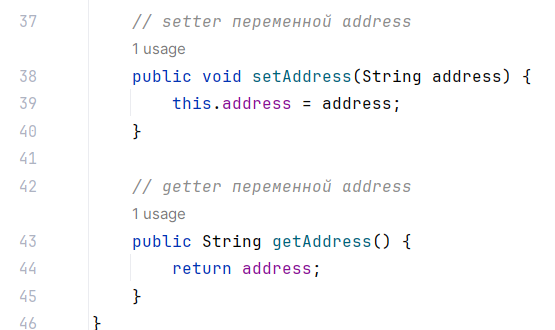 37 // setter переменной address
1 usage
38 public void setAddress(String address) {
39 this.address = address;
40 }
41
42 // getter переменной address
1 usage
43 public String getAddress() {
44 return address;
45 }
46 }